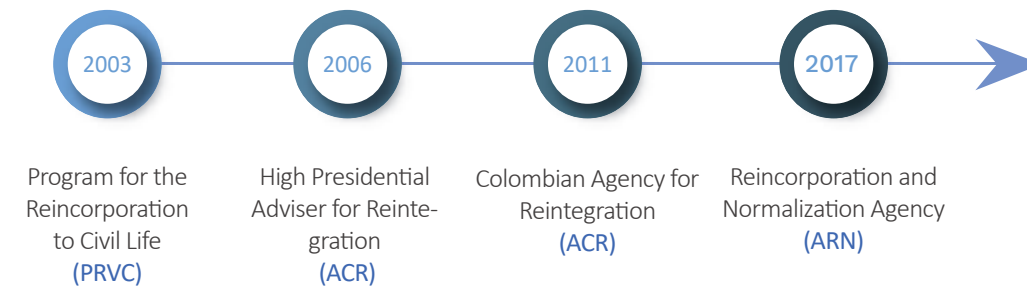 2003
2006
2011
2017
Program for the
Reincorporation
to Civil Life
(PRVC)
High Presidential
Adviser for Reinte-
gration
(ACR)
Colombian Agency for
Reintegration
(ACR)
Reincorporation and
Normalization Agency
(ARN)